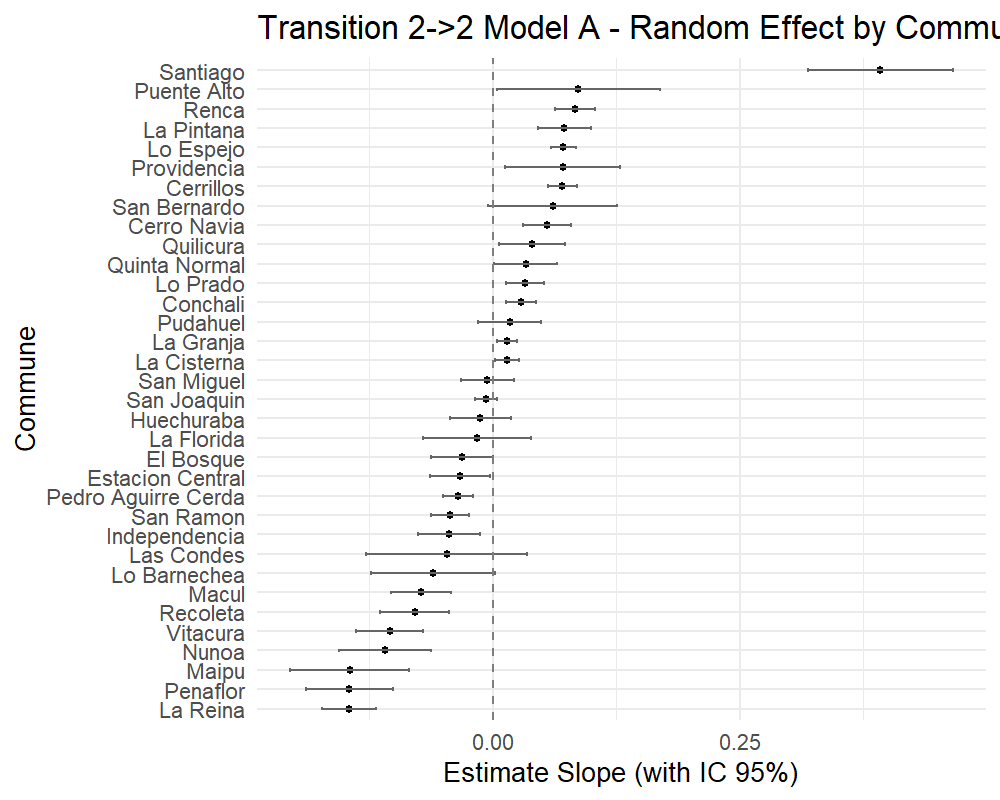 Transition 2->2 Model A - Random Effect by Commu
Santiago
Puente Alto
Renca
La Pintana
Lo Espejo
Providencia
Cerrillos
San Bernardo
Cerro Navia
Quilicura
Quinta Normal
Lo Prado
Conchali
Pudahuel
La Granja
La Cisterna
San Miguel
San Joaquin
Huechuraba
La Florida
El Bosque
Estacion Central
Pedro Aguirre Cerda
San Ramon
Independencia
Las Condes
Lo Barnechea
Macul
Recoleta
Vitacura
Nunoa
Maipu
Penaflor
La Reina
Commune
0.00 0.25
Estimate Slope (with IC 95%)